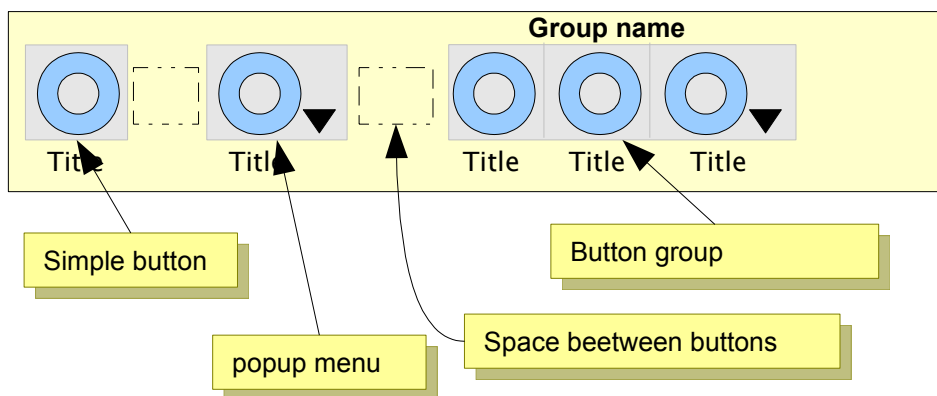 Group name
Title
Title
Title
Title
Title
Simple button
Button group
Space beetween buttons
popup menu